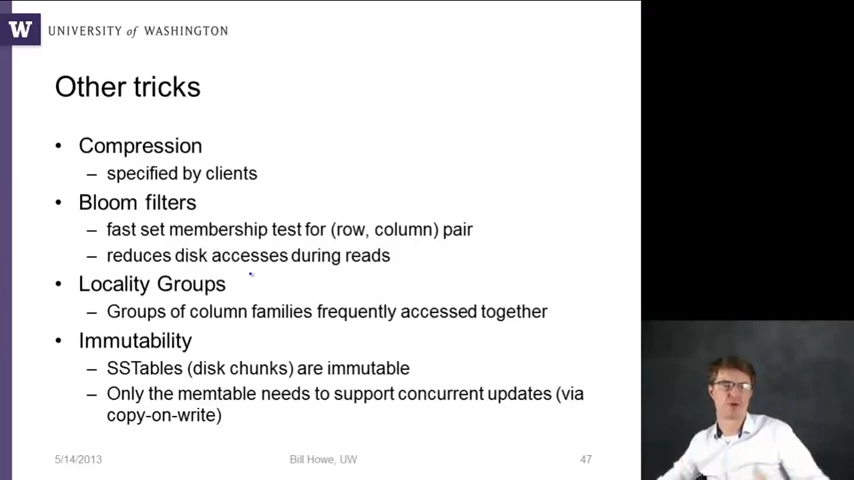 W UNIVERSITY of WASHINGTON
Other tricks
• Compression
– specified by clients
• Bloom filters
– fast set membership test for (row, column) pair
– reduces disk accesses during reads
• Locality Groups
– Groups of column families frequently accessed together
• Immutability
– SSTables (disk chunks) are immutable
– Only the memtable needs to support concurrent updates (via
copy-on-write)
5/14/2013 Bill Howe, UW 47